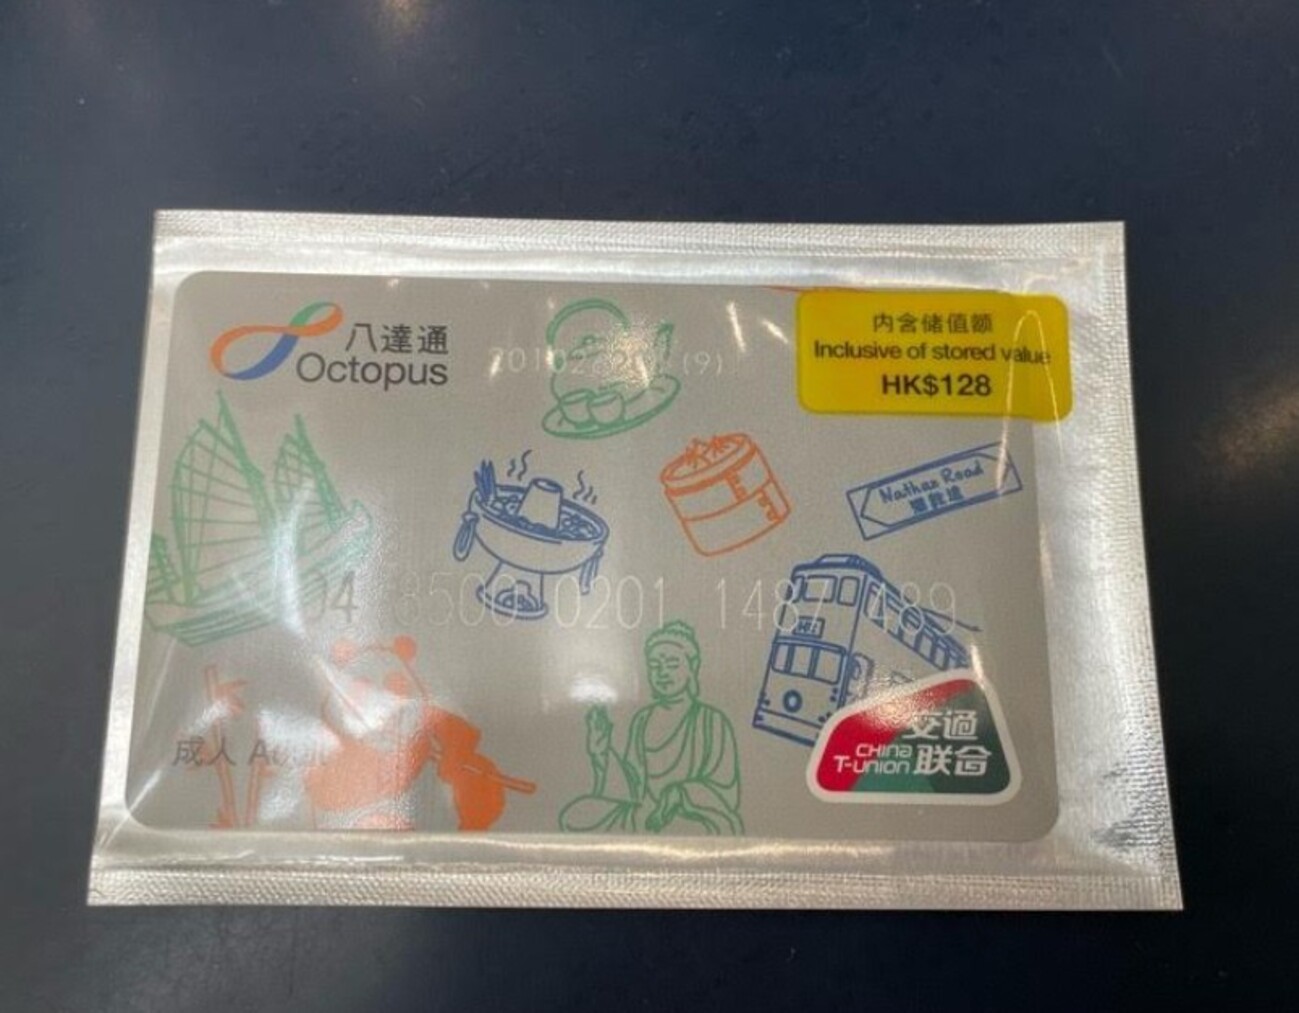 八達通
Octopus
内含储值额
Inclusive of stored value
HK$128
Nathan Road
彌敦道
0201
成人
交通
CHINA
T-UNION 联合